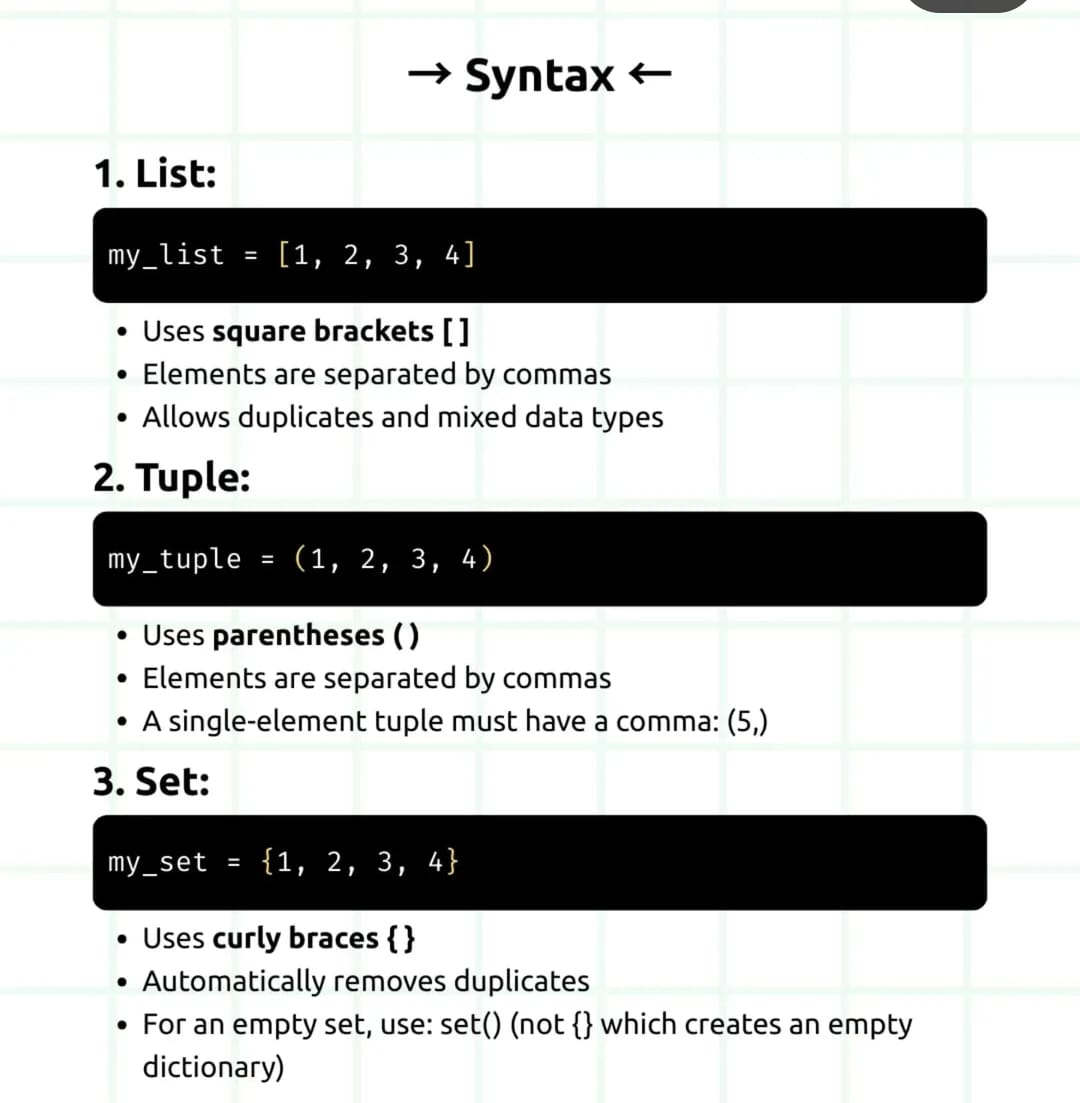 → Syntax ←
1. List:
my_list = [1, 2, 3, 4]
• Uses square brackets [ ]
• Elements are separated by commas
• Allows duplicates and mixed data types
2. Tuple:
my_tuple = (1, 2, 3, 4)
• Uses parentheses ( )
• Elements are separated by commas
• A single-element tuple must have a comma: (5,)
3. Set:
my_set = {1, 2, 3, 4}
• Uses curly braces { }
• Automatically removes duplicates
• For an empty set, use: set() (not {} which creates an empty
dictionary)